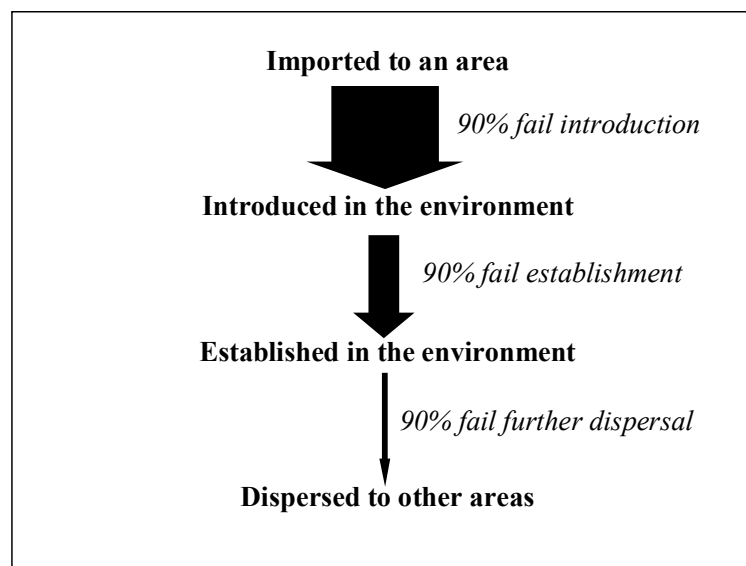 Imported to an area
90% fail introduction
Introduced in the environment
90% fail establishment
Established in the environment
90% fail further dispersal
Dispersed to other areas